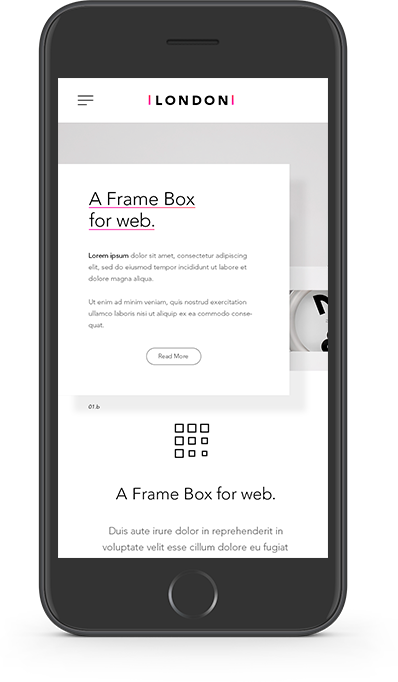 |LONDON|
A Frame Box
for web.
Lorem ipsum dolor sit amet, consectetur adipiscing
elit, sed do eiusmod tempor incididunt ut labore et
dolore magna aliqua.
Ut enim ad minim veniam, quis nostrud exercitation
ullamco laboris nisi ut aliquip ex ea commodo conse-
quat.
Read More
01.b
A Frame Box for web.
Duis aute irure dolor in reprehenderit in
voluptate velit esse cillum dolore eu fugiat